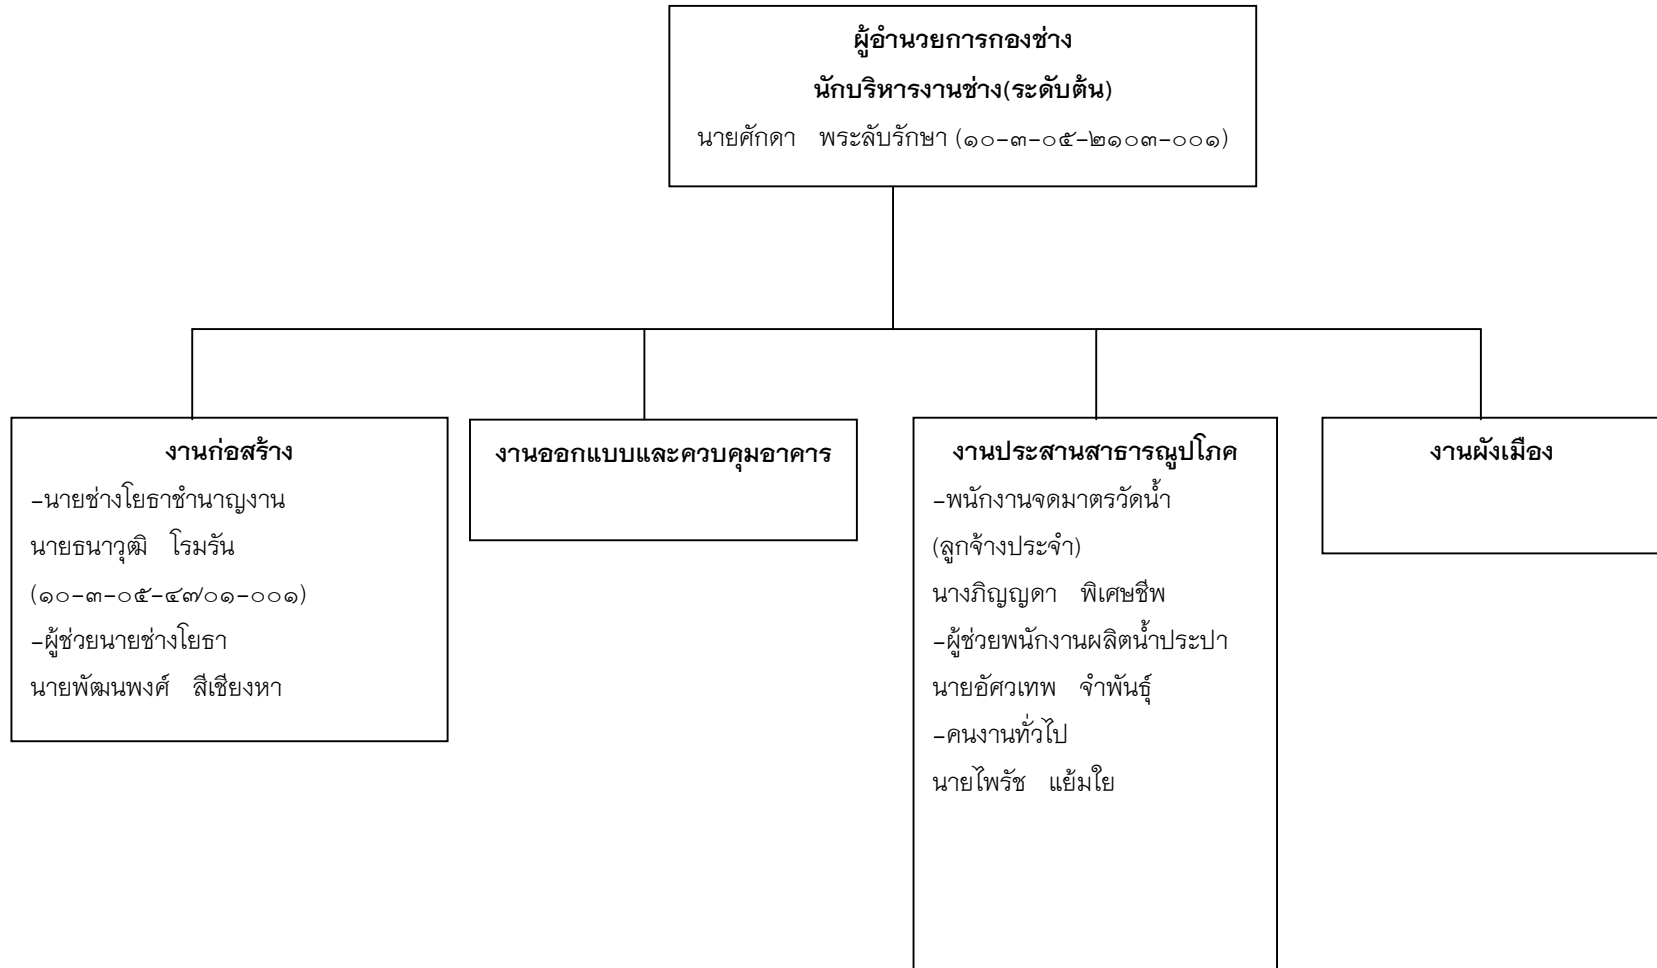 ผู้อำนวยการกองช่าง
นักบริหารงานช่าง(ระดับต้น)
นายศักดา พระลับรักษา (๑๐-๓-๐๕-๒๑๐๓-๐๐๑)
งานก่อสร้าง
-นายช่างโยธาชำนาญงาน
นายธนาวุฒิ โรมรัน
(๑๐-๓-๐๕-๔๗๐๑-๐๐๑)
-ผู้ช่วยนายช่างโยธา
นายพัฒนพงศ์ สีเชียงหา
งานออกแบบและควบคุมอาคาร
งานประสานสาธารณูปโภค
-พนักงานจดมาตรวัดน้ำ
(ลูกจ้างประจำ)
นางภิญญดา พิเศษชีพ
-ผู้ช่วยพนักงานผลิตน้ำประปา
นายอัศวเทพ จำพันธุ์
-คนงานทั่วไป
นายไพรัช แย้มใย
งานผังเมือง